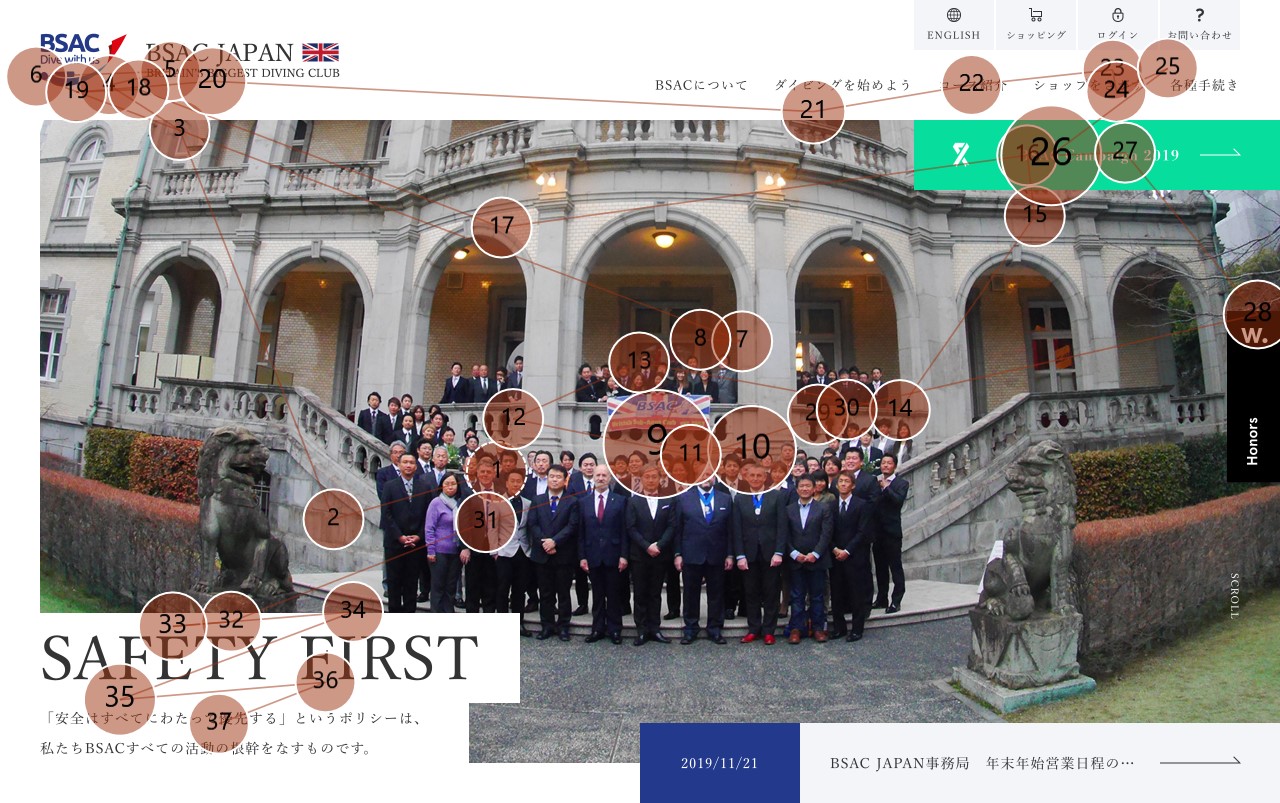 BSAC
Dive with us
BSAC JAPAN
BRITAIN'S BIGGEST DIVING CLUB
ENGLISH
ショッピング
ログイン
お問い合わせ
BSACについて
ダイビングを始めよう
コース紹介
ショップを
各種手続き
Campaign 2019
BSAC
W.
Honors
SCROLL
SAFETY FIRST
「安全はすべてにわたって優先する」というポリシーは、
私たちBSACすべての活動の根幹をなすものです。
2019/11/21
BSAC JAPAN事務局　年末年始営業日程の…
1
2
3
4
5
6
7
8
9
10
11
12
13
14
15
16
17
18
19
20
21
22
23
24
25
26
27
28
29
30
31
32
33
34
35
36
37